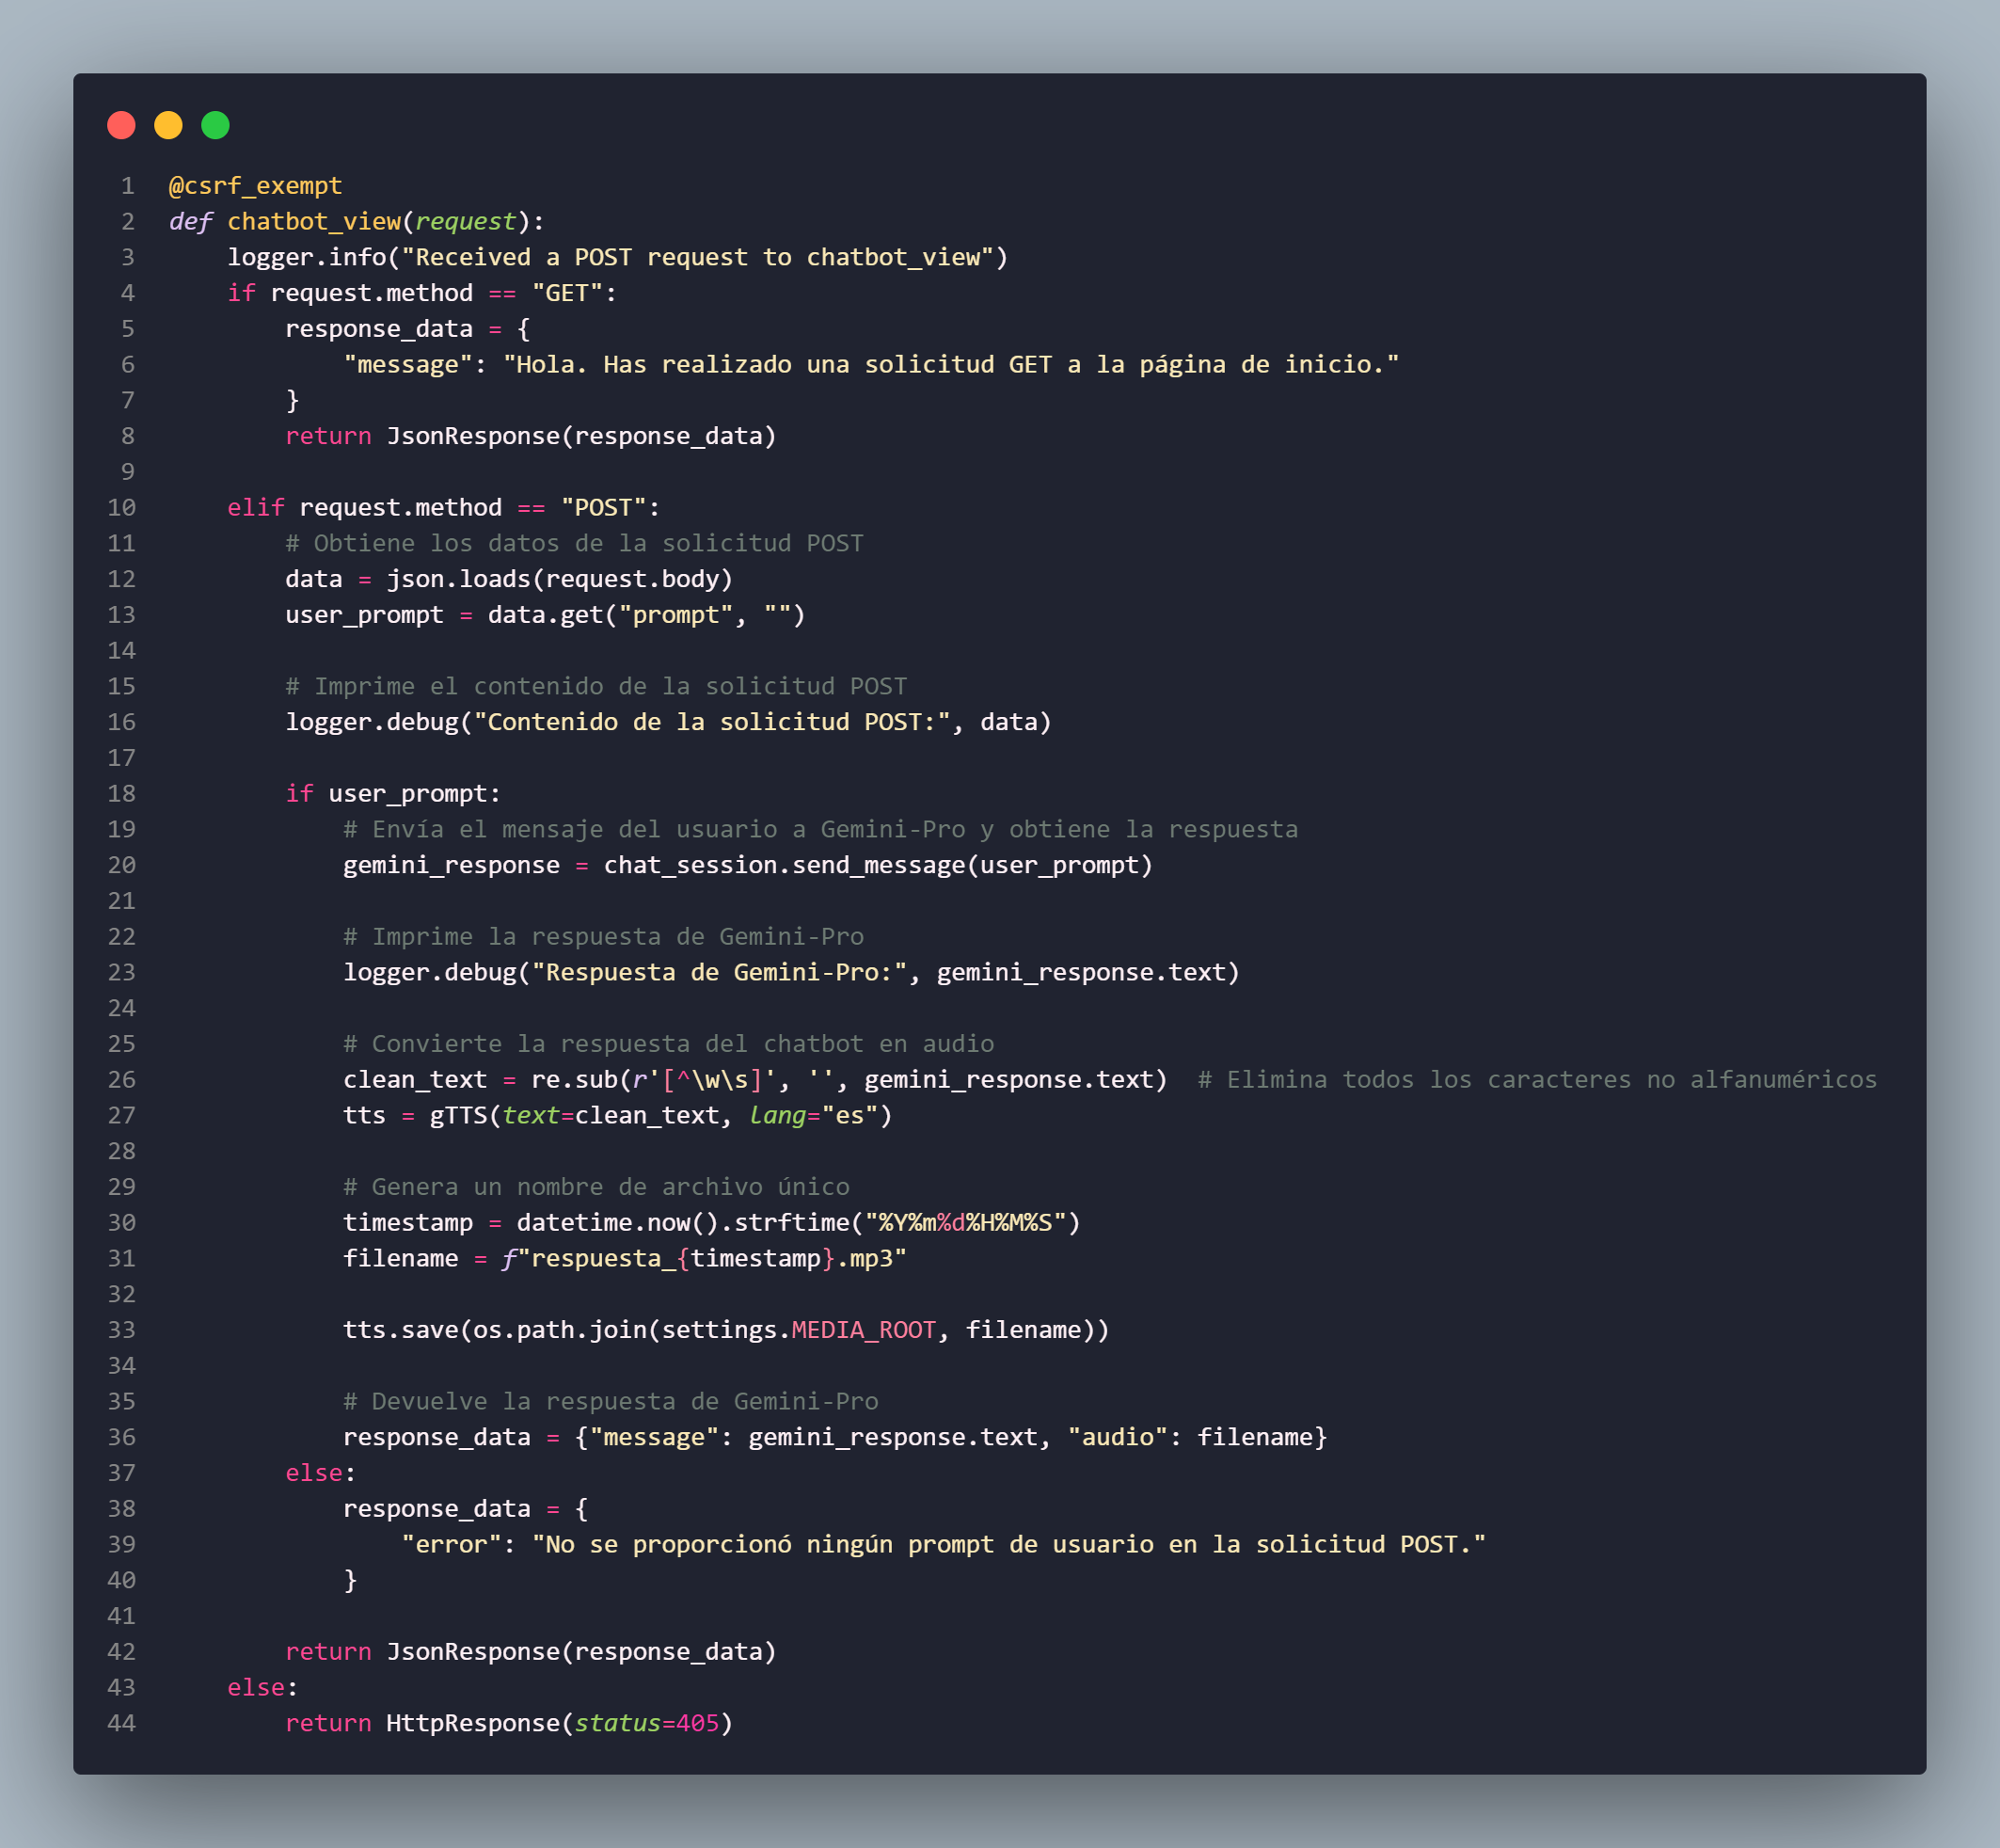 1 @csrf_exempt
2 def chatbot_view(request):
3     logger.info("Received a POST request to chatbot_view")
4     if request.method == "GET":
5         response_data = {
6             "message": "Hola. Has realizado una solicitud GET a la página de inicio."
7         }
8         return JsonResponse(response_data)
9
10     elif request.method == "POST":
11         # Obtiene los datos de la solicitud POST
12         data = json.loads(request.body)
13         user_prompt = data.get("prompt", "")
14
15         # Imprime el contenido de la solicitud POST
16         logger.debug("Contenido de la solicitud POST:", data)
17
18         if user_prompt:
19             # Envía el mensaje del usuario a Gemini-Pro y obtiene la respuesta
20             gemini_response = chat_session.send_message(user_prompt)
21
22             # Imprime la respuesta de Gemini-Pro
23             logger.debug("Respuesta de Gemini-Pro:", gemini_response.text)
24
25             # Convierte la respuesta del chatbot en audio
26             clean_text = re.sub(r'[^\w\s]', '', gemini_response.text)  # Elimina todos los caracteres no alfanuméricos
27             tts = gTTS(text=clean_text, lang="es")
28
29             # Genera un nombre de archivo único
30             timestamp = datetime.now().strftime("%Y%m%d%H%M%S")
31             filename = f"respuesta_{timestamp}.mp3"
32
33             tts.save(os.path.join(settings.MEDIA_ROOT, filename))
34
35             # Devuelve la respuesta de Gemini-Pro
36             response_data = {"message": gemini_response.text, "audio": filename}
37         else:
38             response_data = {
39                 "error": "No se proporcionó ningún prompt de usuario en la solicitud POST."
40             }
41
42         return JsonResponse(response_data)
43     else:
44         return HttpResponse(status=405)